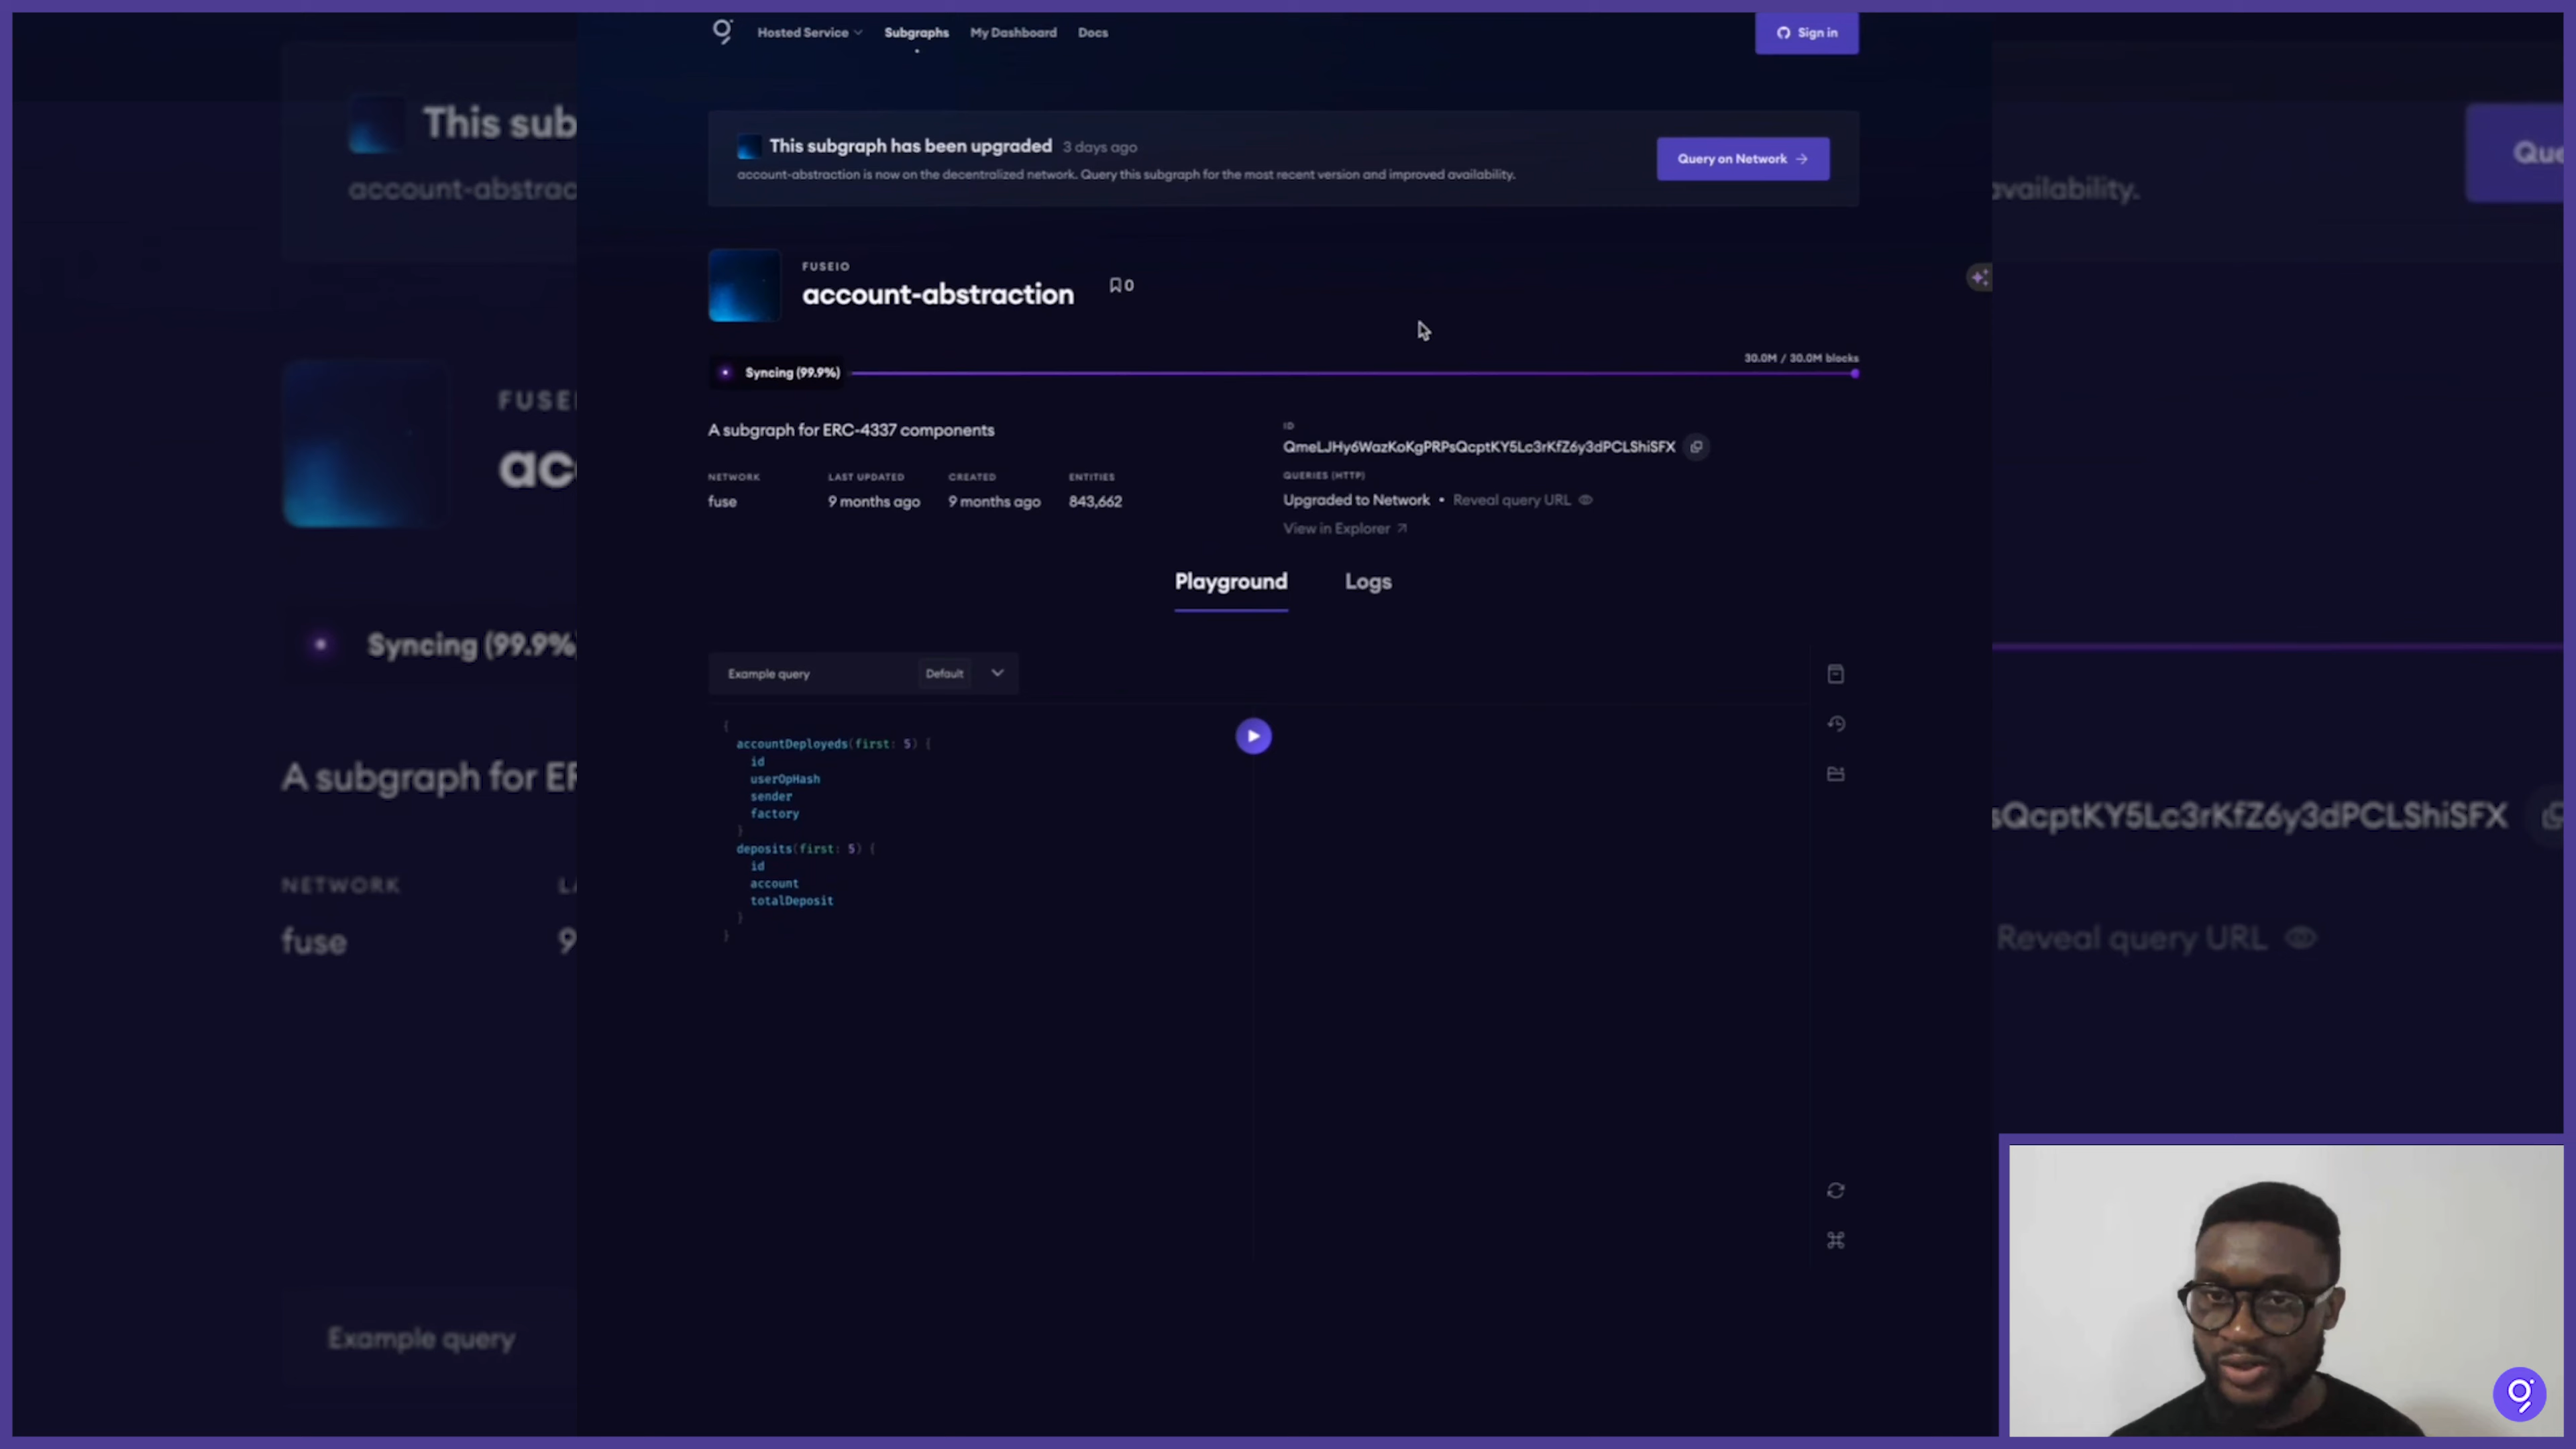 Hosted Service Subgraphs My Dashboard Docs Sign in
This subgraph has been upgraded 3 days ago
account-abstraction is now on the decentralized network. Query this subgraph for the most recent version and improved availability.
Query on Network →
FUSEIO
account-abstraction 0
30.0M / 30.0M blocks
Syncing (99.9%)
A subgraph for ERC-4337 components
ID
QmeLJHy6WazKoKgPRPsQcptKY5Lc3rKfZ6y3dPCLShiSFX
NETWORK LAST UPDATED CREATED ENTITIES
fuse 9 months ago 9 months ago 843,662
QUERIES (HTTP)
Upgraded to Network • Reveal query URL
View in Explorer ↗
Playground Logs
Example query Default
{
accountDeployeds(first: 5) {
id
userOpHash
sender
factory
}
deposits(first: 5) {
id
account
totalDeposit
}
}
This sub
account-abstrac
FUSEI
ac
Syncing (99.9%
A subgraph for ER
NETWORK LA
fuse 9
Example query
Que
availability.
sQcptKY5Lc3rKfZ6y3dPCLShiSFX
Reveal query URL